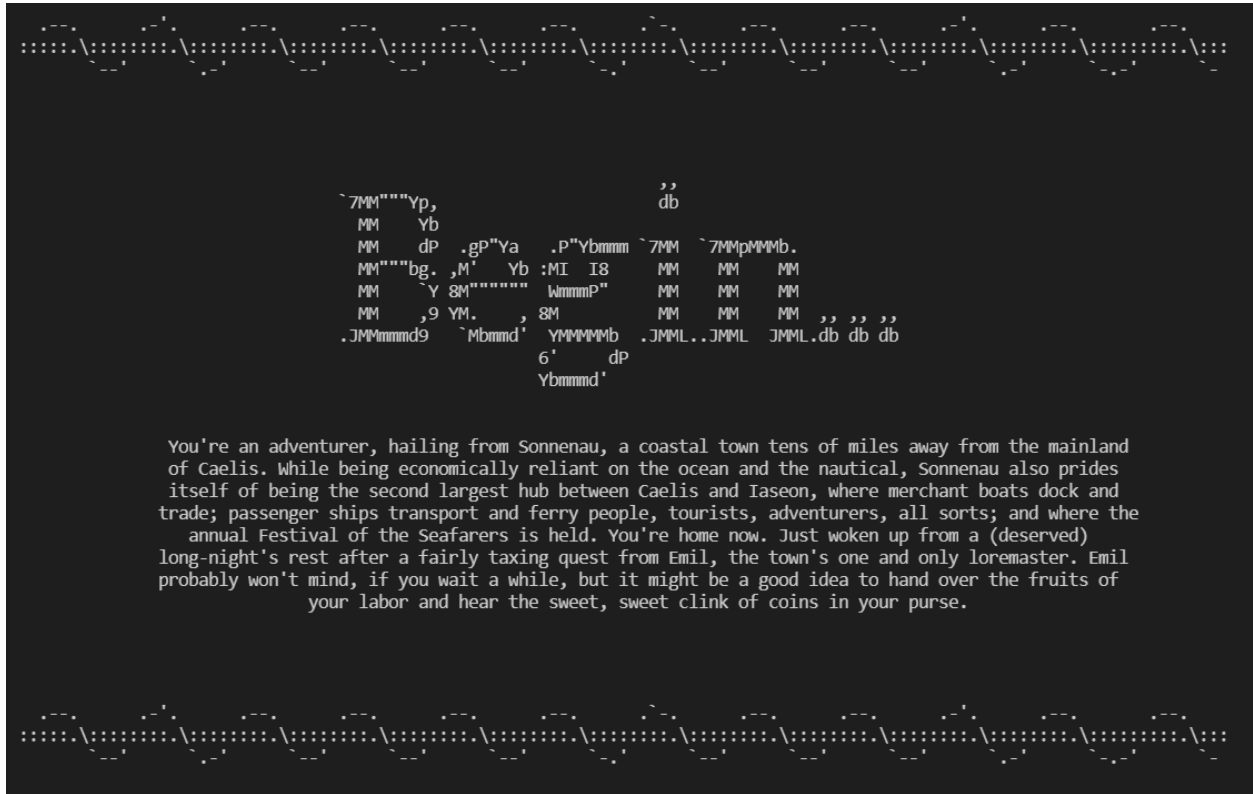 Begin...
You're an adventurer, hailing from Sonnenau, a coastal town tens of miles away from the mainland
of Caelis. While being economically reliant on the ocean and the nautical, Sonnenau also prides
itself of being the second largest hub between Caelis and Iaseon, where merchant boats dock and
trade; passenger ships transport and ferry people, tourists, adventurers, all sorts; and where the
annual Festival of the Seafarers is held. You're home now. Just woken up from a (deserved)
long-night's rest after a fairly taxing quest from Emil, the town's one and only loremaster. Emil
probably won't mind, if you wait a while, but it might be a good idea to hand over the fruits of
your labor and hear the sweet, sweet clink of coins in your purse.